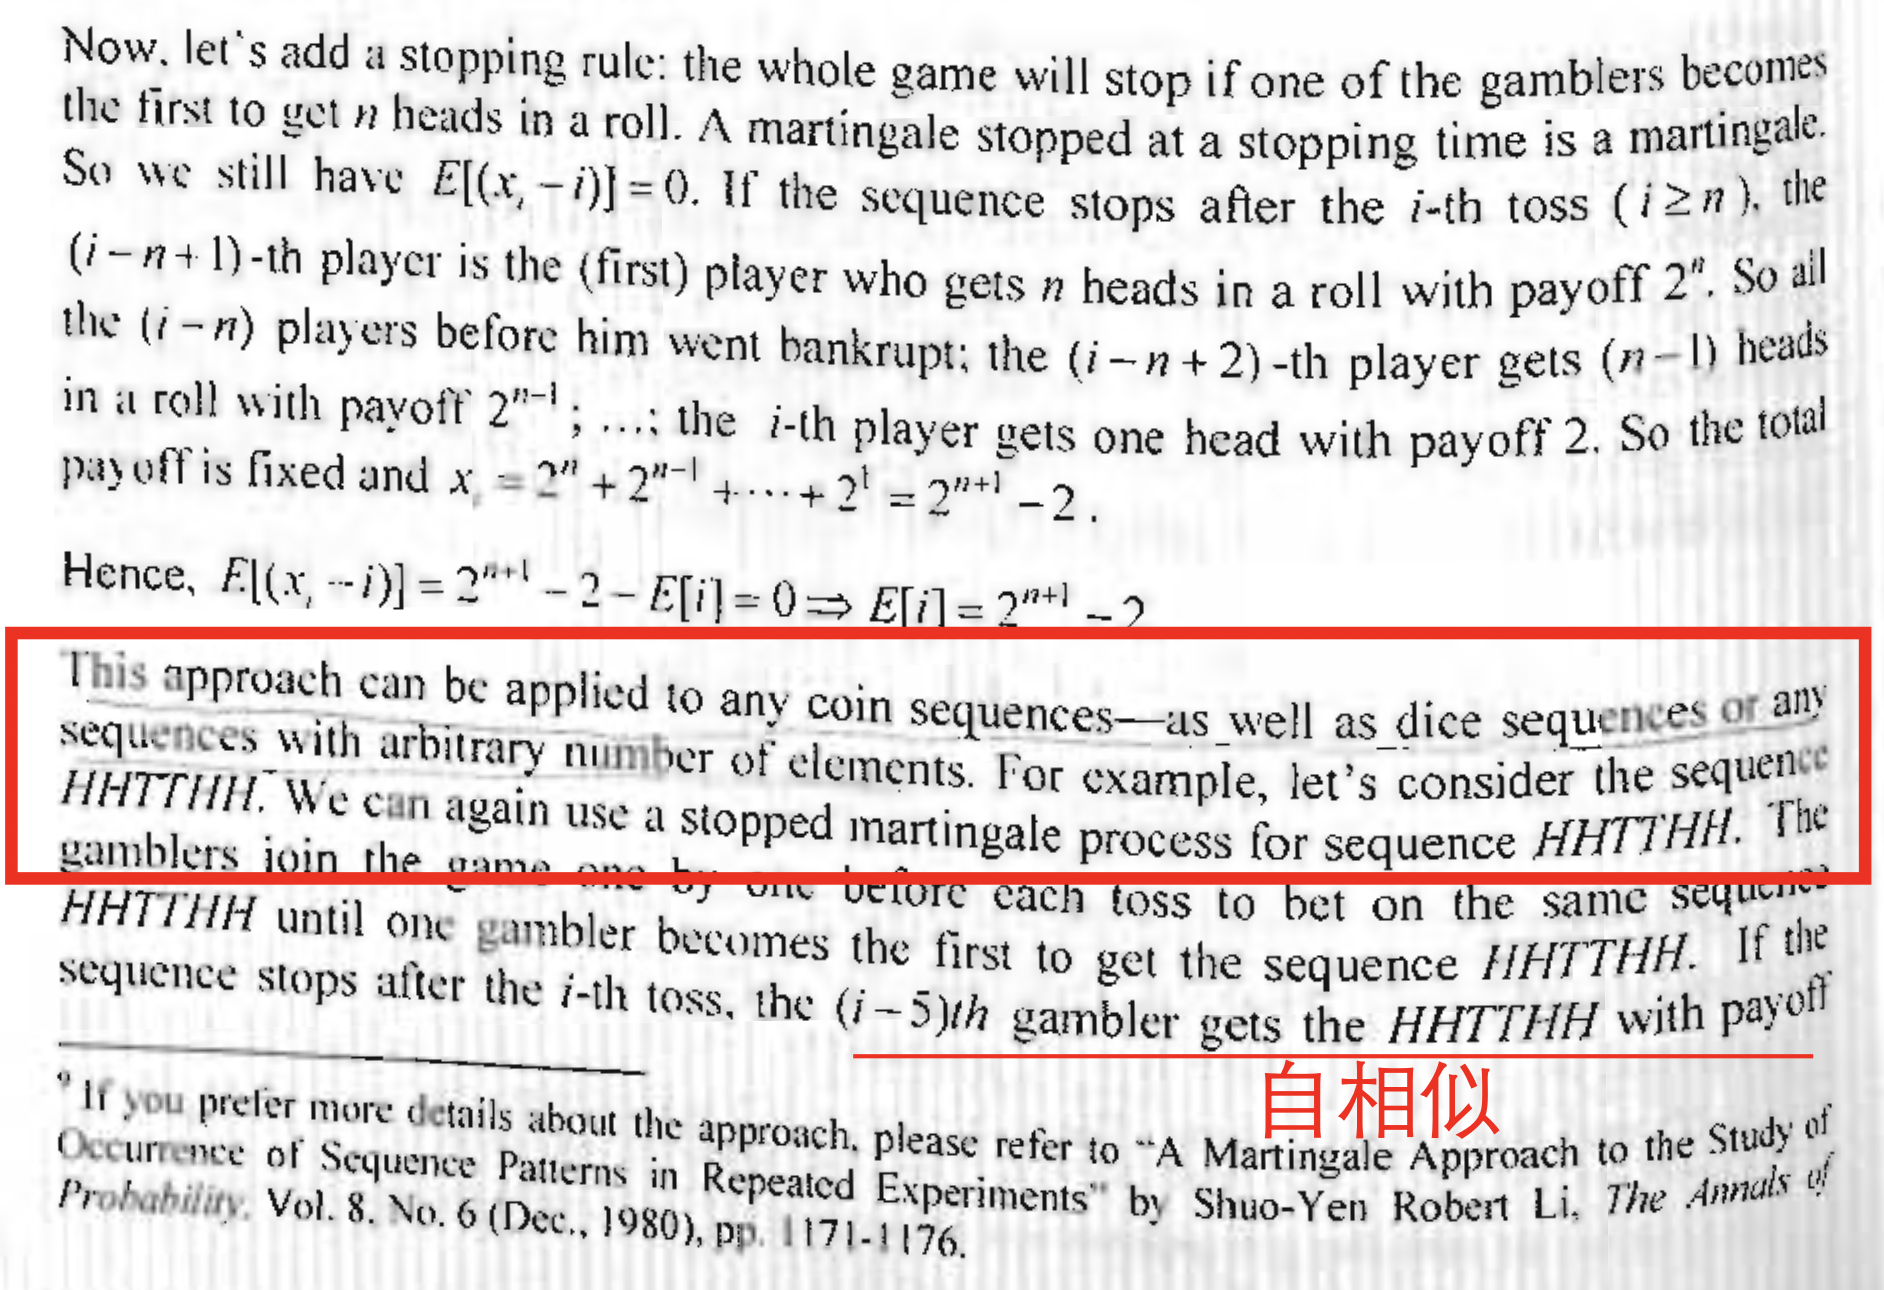 Now, let's add a stopping rule: the whole game will stop if one of the gamblers becomes
the first to get n heads in a roll. A martingale stopped at a stopping time is a martingale.
So we still have E[(x_i − i)] = 0. If the sequence stops after the i-th toss ( i ≥ n ), the
(i − n + 1)-th player is the (first) player who gets n heads in a roll with payoff 2^n. So all
the (i − n) players before him went bankrupt; the (i − n + 2)-th player gets (n − 1) heads
in a roll with payoff 2^{n−1}; ...; the i-th player gets one head with payoff 2. So the total
payoff is fixed and x_i = 2^n + 2^{n−1} + ··· + 2^1 = 2^{n+1} − 2.
Hence, E[(x_i − i)] = 2^{n+1} − 2 − E[i] = 0 ⇒ E[i] = 2^{n+1} − 2
This approach can be applied to any coin sequences—as well as dice sequences or any
sequences with arbitrary number of elements. For example, let's consider the sequence
HHTTHH. We can again use a stopped martingale process for sequence HHTTHH. The
gamblers join the game one by one before each toss to bet on the same sequence
HHTTHH until one gambler becomes the first to get the sequence HHTTHH. If the
sequence stops after the i-th toss, the (i − 5)th gambler gets the HHTTHH with payoff
自相似
⁹ If you prefer more details about the approach, please refer to "A Martingale Approach to the Study of
Occurrence of Sequence Patterns in Repeated Experiments" by Shuo-Yen Robert Li, The Annals of
Probability, Vol. 8, No. 6 (Dec., 1980), pp. 1171-1176.